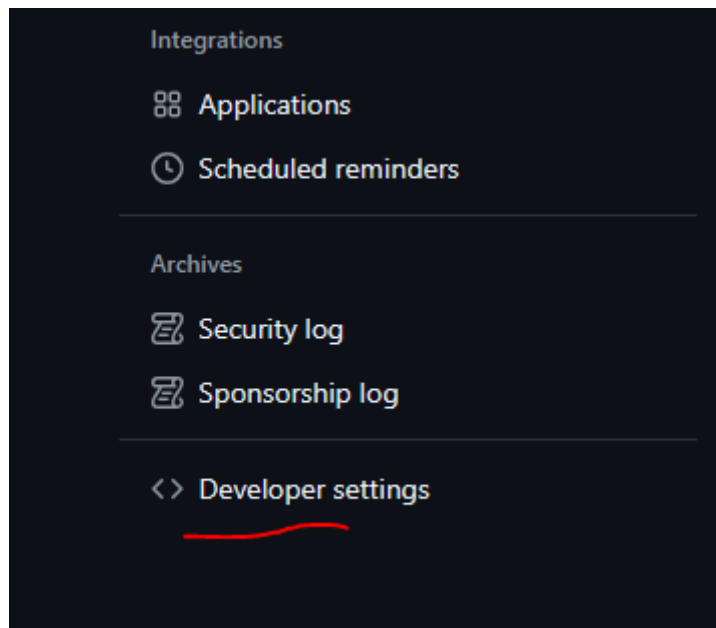 Integrations
Applications
Scheduled reminders
Archives
Security log
Sponsorship log
Developer settings